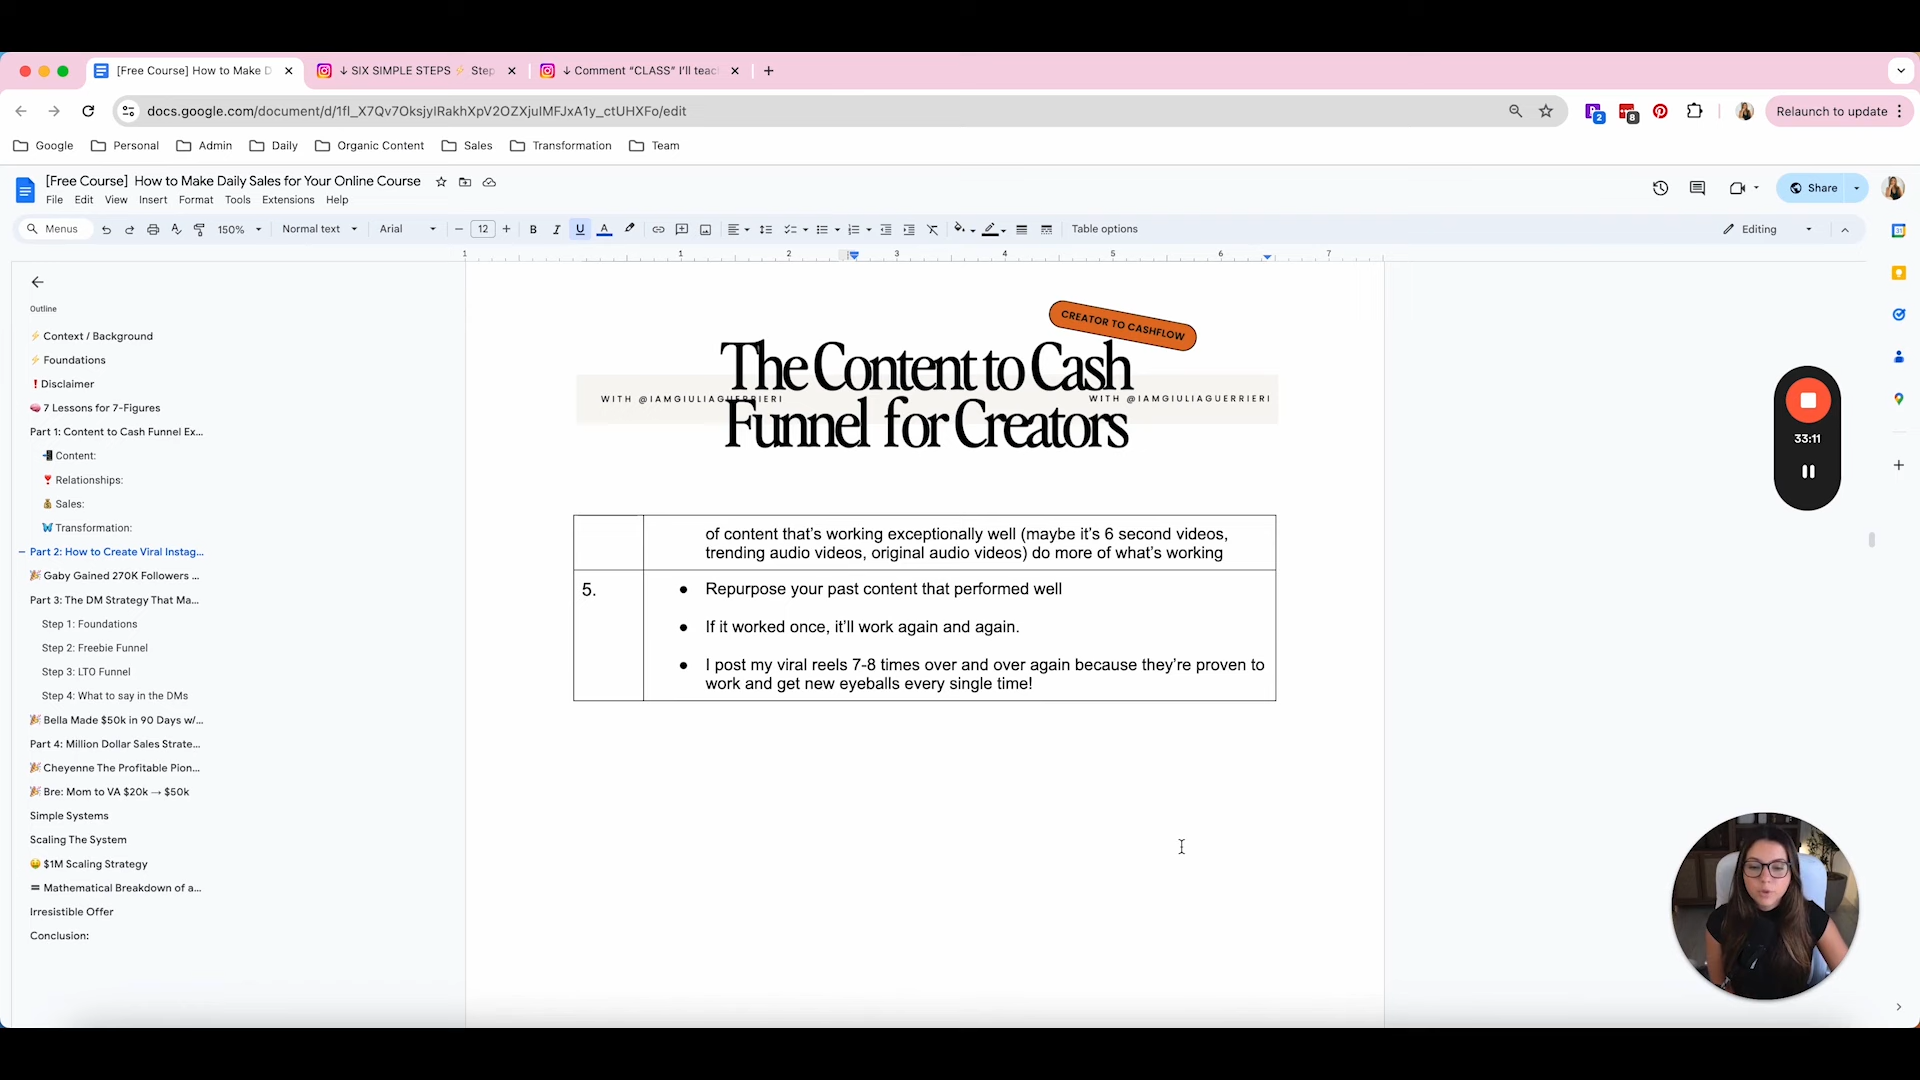 [Free Course] How to Make D
↓ SIX SIMPLE STEPS ⚡ Step
↓ Comment “CLASS” I’ll teac
docs.google.com/document/d/1fI_X7Qv7OksjyIRakhXpV2OZXjuIMFJxA1y_ctUHXFo/edit
2
8
Relaunch to update
Google
Personal
Admin
Daily
Organic Content
Sales
Transformation
Team
[Free Course] How to Make Daily Sales for Your Online Course
File Edit View Insert Format Tools Extensions Help
Share
Menus
150%
Normal text
Arial
12
B I U A
Table options
Editing
1 1 2 3 4 5 6 7
31
Outline
⚡ Context / Background
⚡ Foundations
❗Disclaimer
🧠 7 Lessons for 7-Figures
Part 1: Content to Cash Funnel Ex...
📲 Content:
❣️ Relationships:
💰 Sales:
🦋 Transformation:
Part 2: How to Create Viral Instag...
🎉 Gaby Gained 270K Followers ...
Part 3: The DM Strategy That Ma...
Step 1: Foundations
Step 2: Freebie Funnel
Step 3: LTO Funnel
Step 4: What to say in the DMs
🎉 Bella Made $50k in 90 Days w/...
Part 4: Million Dollar Sales Strate...
🎉 Cheyenne The Profitable Pion...
🎉 Bre: Mom to VA $20k → $50k
Simple Systems
Scaling The System
🤑 $1M Scaling Strategy
🟰 Mathematical Breakdown of a...
Irresistible Offer
Conclusion:
CREATOR TO CASHFLOW
The Content to Cash
WITH @IAMGIULIAGUERRIERI
WITH @IAMGIULIAGUERRIERI
Funnel for Creators
of content that’s working exceptionally well (maybe it’s 6 second videos,
trending audio videos, original audio videos) do more of what’s working
5.
● Repurpose your past content that performed well
● If it worked once, it’ll work again and again.
● I post my viral reels 7-8 times over and over again because they’re proven to
work and get new eyeballs every single time!
33:11